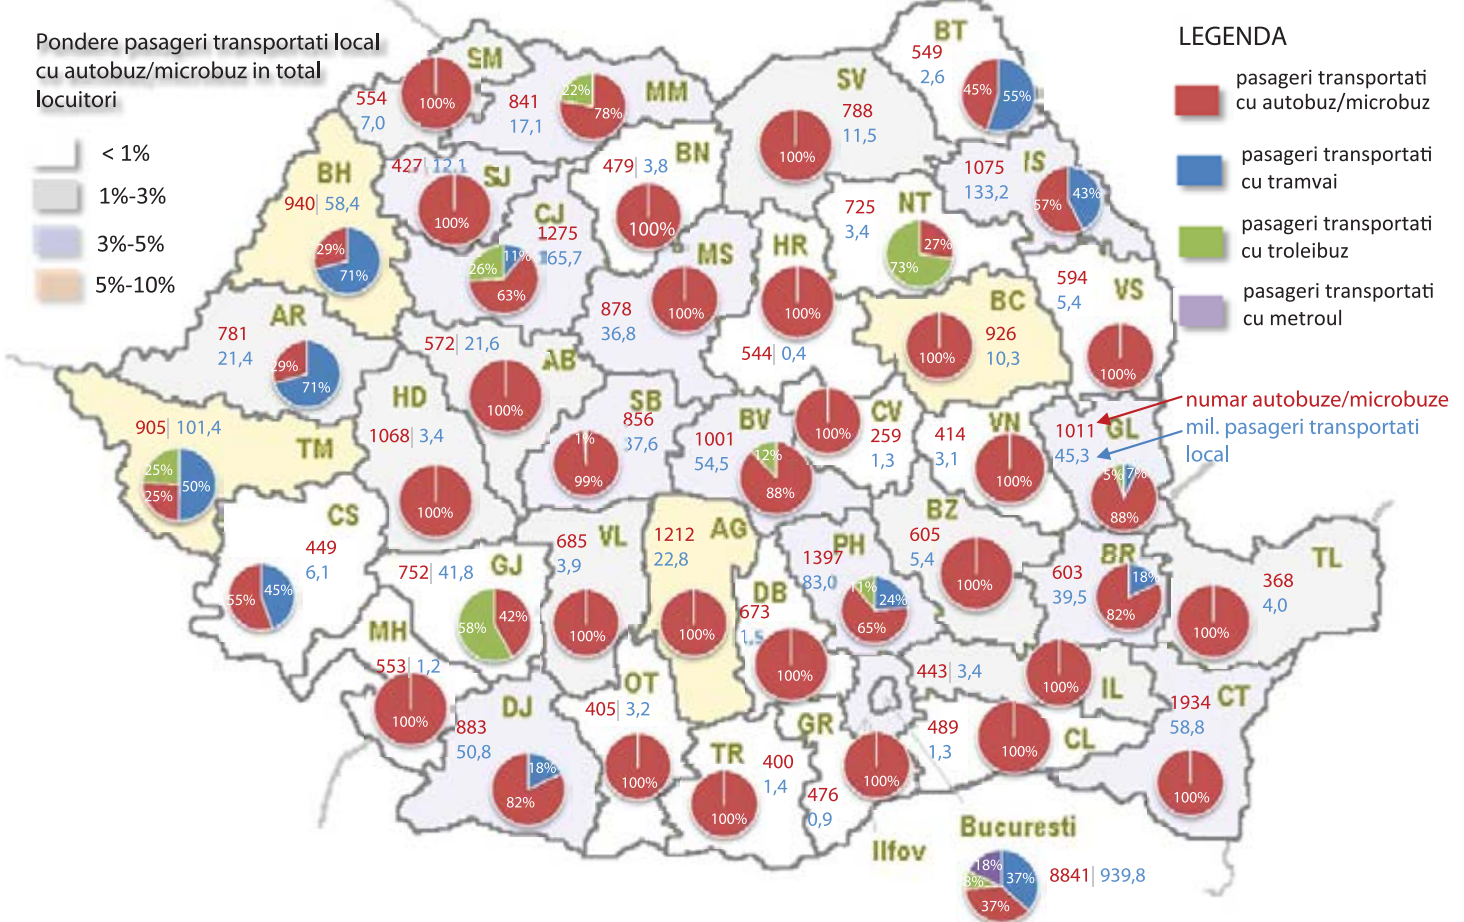 Pondere pasageri transportati local
cu autobuz/microbuz in total
locuitori
< 1%
1%-3%
3%-5%
5%-10%
LEGENDA
pasageri transportati
cu autobuz/microbuz
pasageri transportati
cu tramvai
pasageri transportati
cu troleibuz
pasageri transportati
cu metroul
numar autobuze/microbuze
mil. pasageri transportati
local
SM
554
7,0
100%
MM
841
17,1
22%
78%
BT
549
2,6
45%
55%
SV
788
11,5
100%
BH
940| 58,4
29%
71%
427| 12,1
SJ
100%
479| 3,8
BN
100%
IS
1075
133,2
57%
43%
CJ
1275
165,7
11%
26%
63%
MS
878
36,8
100%
HR
100%
544| 0,4
NT
725
3,4
27%
73%
VS
594
5,4
100%
BC
926
10,3
100%
AR
781
21,4
29%
71%
572| 21,6
AB
100%
TM
905| 101,4
25%
25%
50%
HD
1068| 3,4
100%
SB
856
37,6
1%
99%
BV
1001
54,5
12%
88%
CV
259
1,3
100%
VN
414
3,1
100%
GL
1011
45,3
5%
7%
88%
CS
449
6,1
55%
45%
GJ
752| 41,8
58%
42%
VL
685
3,9
100%
AG
1212
22,8
100%
DB
673
1,5
100%
PH
1397
83,0
11%
24%
65%
BZ
605
5,4
100%
BR
603
39,5
18%
82%
TL
368
4,0
100%
MH
553| 1,2
100%
DJ
883
50,8
18%
82%
OT
405| 3,2
100%
TR
400
1,4
100%
GR
476
0,9
100%
443| 3,4
IL
100%
489
1,3
CL
100%
CT
1934
58,8
100%
Ilfov
Bucuresti
8841| 939,8
18%
37%
8%
37%